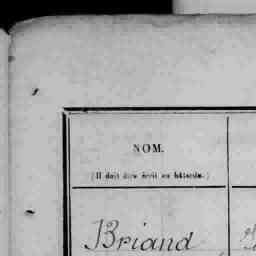 NOM.
(Il doit être écrit en bâtarde.)
Briand